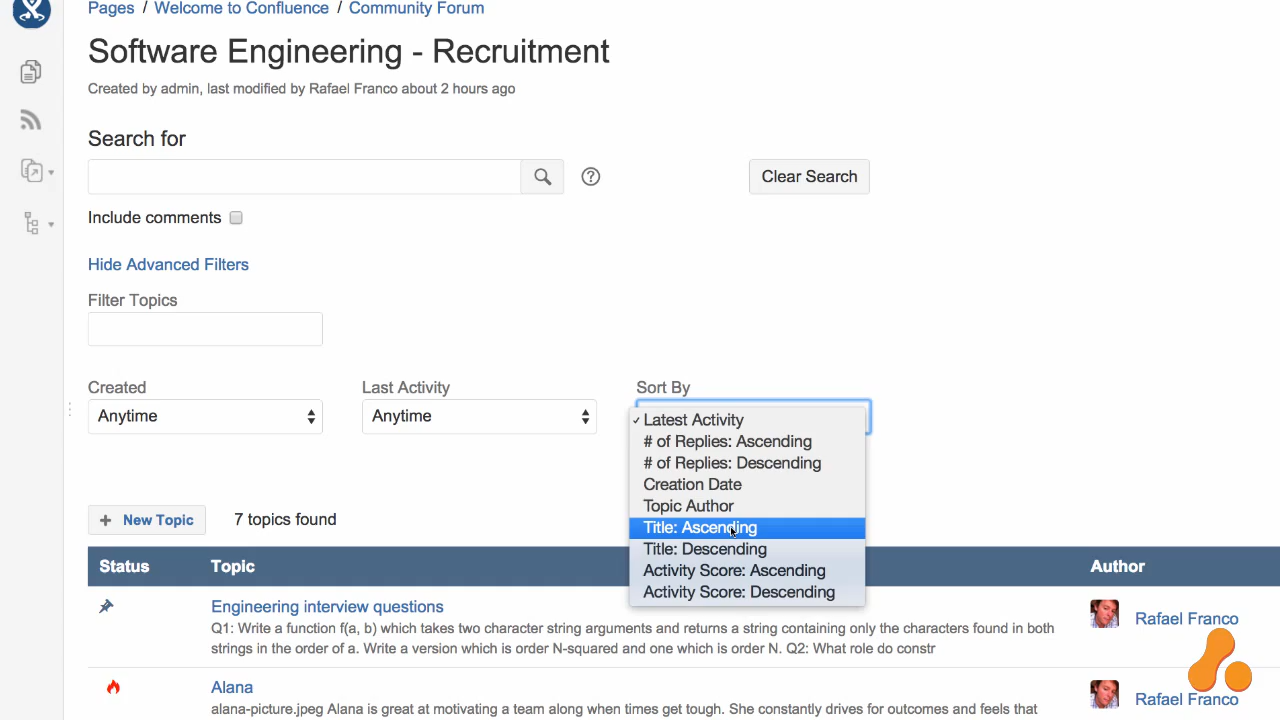 Pages / Welcome to Confluence / Community Forum
Software Engineering - Recruitment
Created by admin, last modified by Rafael Franco about 2 hours ago
Search for
Clear Search
Include comments
Hide Advanced Filters
Filter Topics
Created Last Activity Sort By
Anytime Anytime
✓ Latest Activity
# of Replies: Ascending
# of Replies: Descending
Creation Date
Topic Author
Title: Ascending
Title: Descending
Activity Score: Ascending
Activity Score: Descending
+ New Topic 7 topics found
Status Topic Author
Engineering interview questions
Q1: Write a function f(a, b) which takes two character string arguments and returns a string containing only the characters found in both
strings in the order of a. Write a version which is order N-squared and one which is order N. Q2: What role do constr
Rafael Franco
Alana
alana-picture.jpeg Alana is great at motivating a team along when times get tough. She constantly drives for outcomes and feels that
Rafael Franco